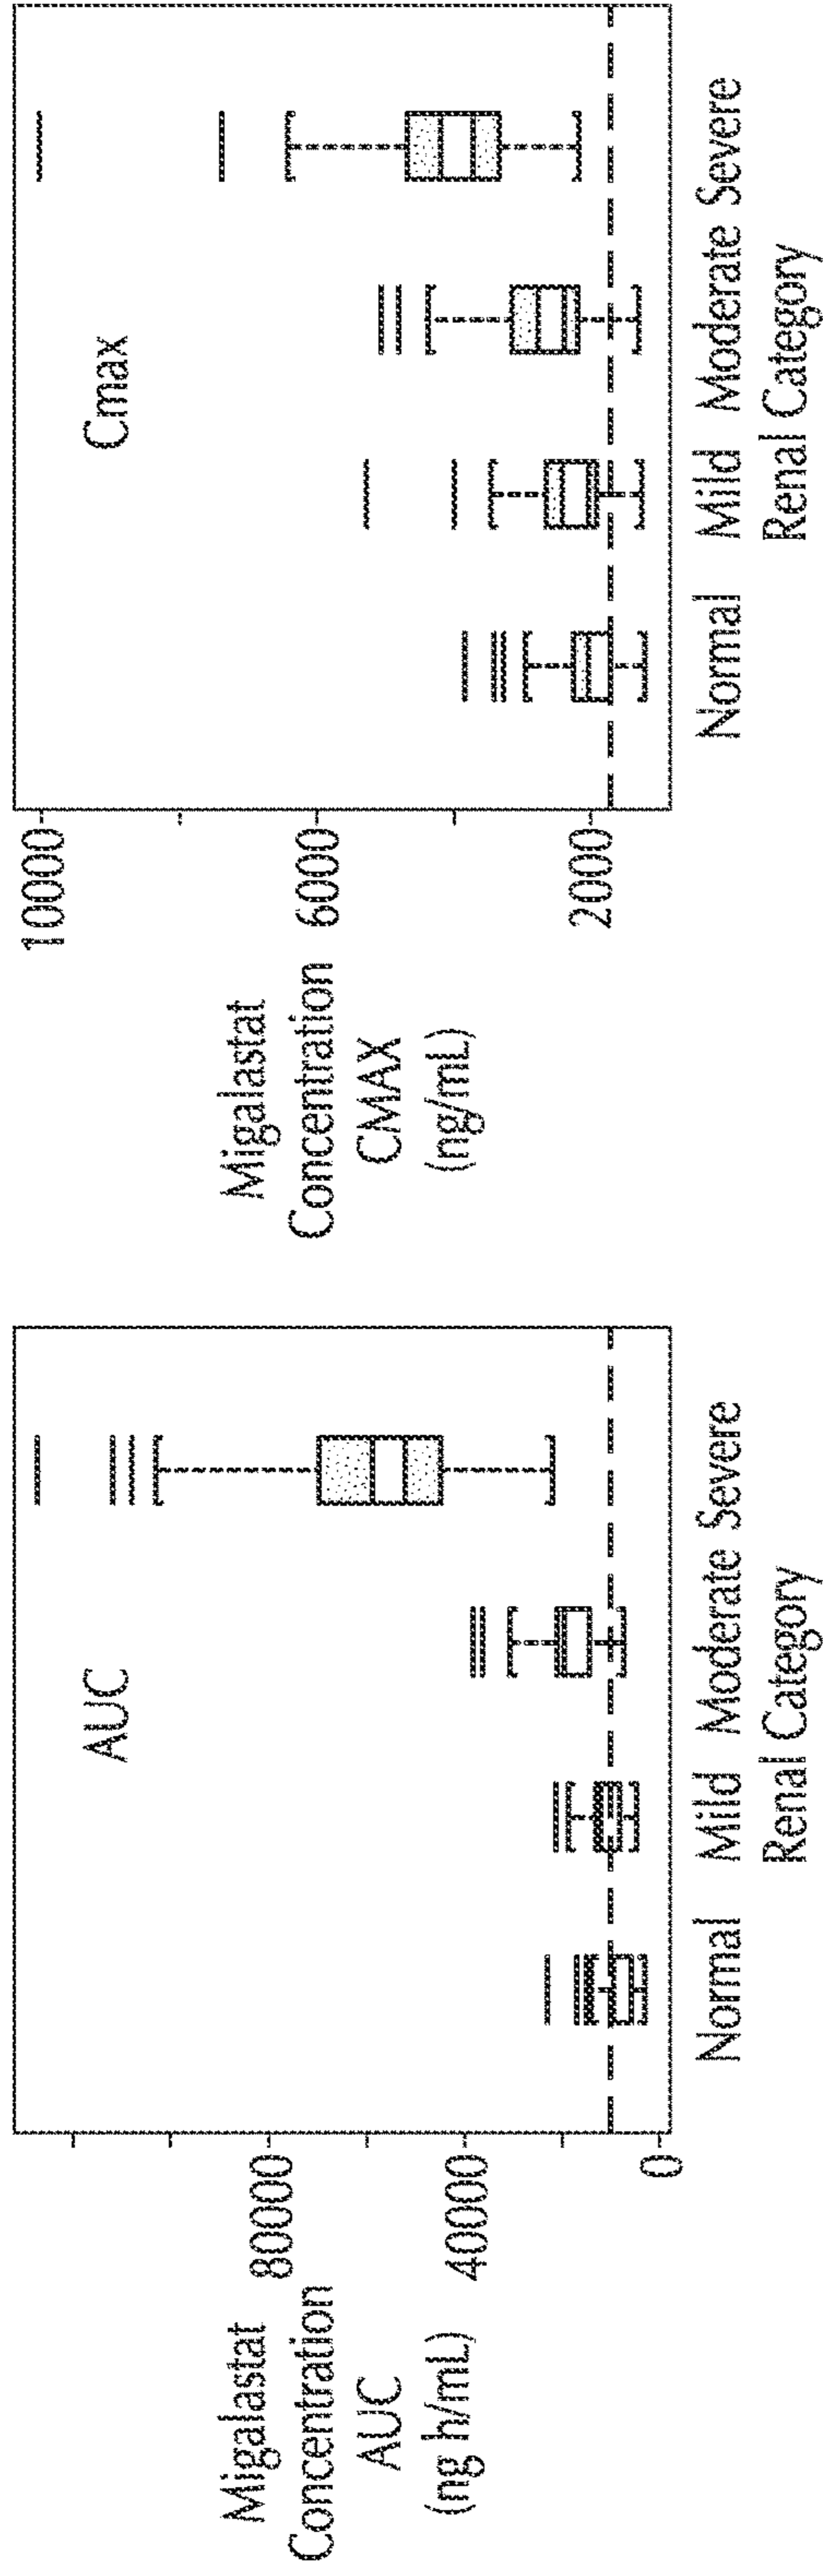 AUC
Migalastat
Concentration
AUC
(ng h/mL)
80000
40000
0
Normal Mild Moderate Severe
Renal Category
Cmax
Migalastat
Concentration
CMAX
(ng/mL)
10000
6000
2000
Normal Mild Moderate Severe
Renal Category